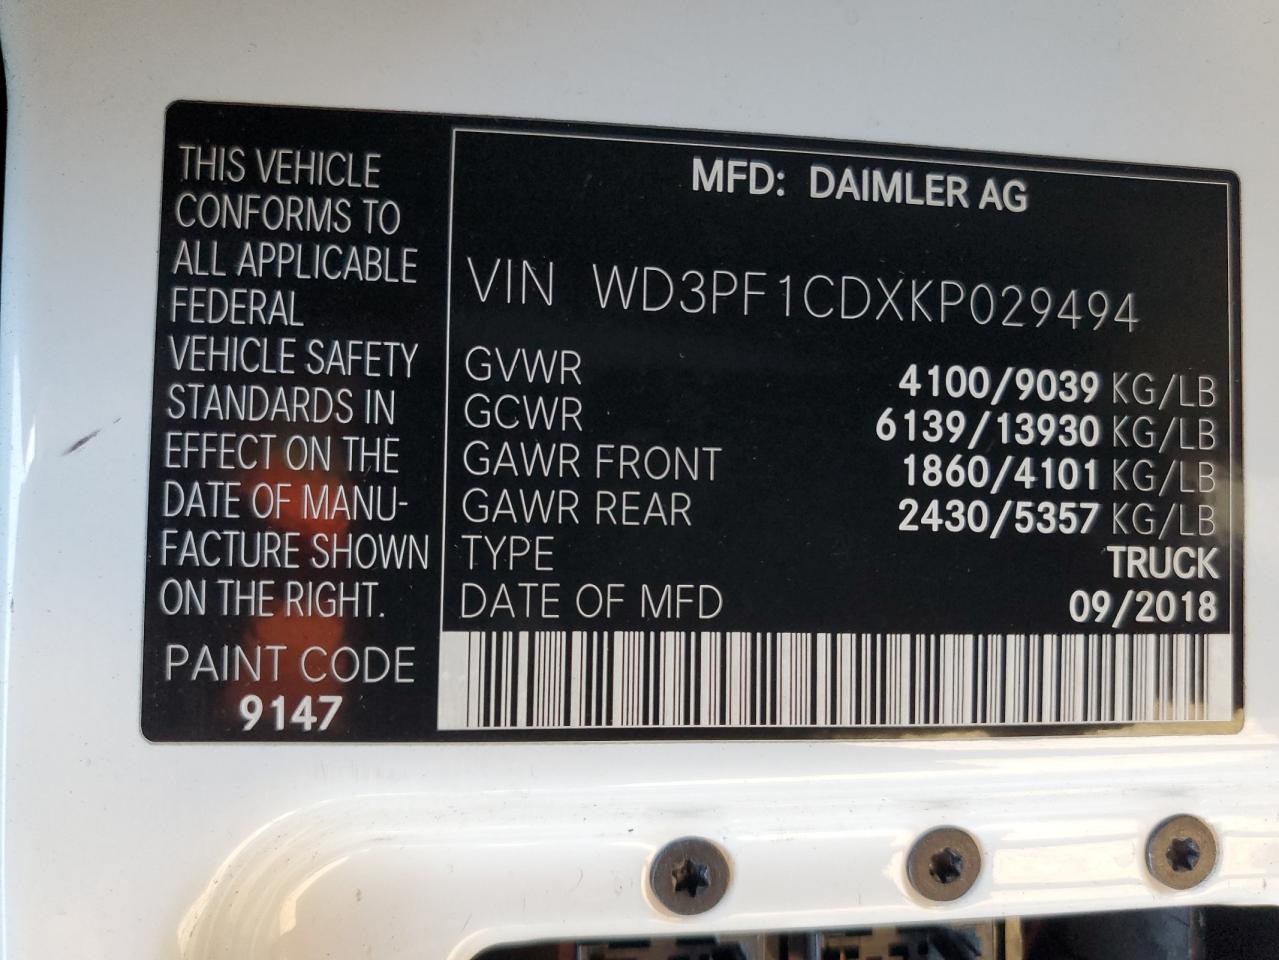 THIS VEHICLE
CONFORMS TO
ALL APPLICABLE
FEDERAL
VEHICLE SAFETY
STANDARDS IN
EFFECT ON THE
DATE OF MANU-
FACTURE SHOWN
ON THE RIGHT.
PAINT CODE
9147
MFD: DAIMLER AG
VIN WD3PF1CDXKP029494
GVWR 4100/9039 KG/LB
GCWR 6139/13930 KG/LB
GAWR FRONT 1860/4101 KG/LB
GAWR REAR 2430/5357 KG/LB
TYPE TRUCK
DATE OF MFD 09/2018